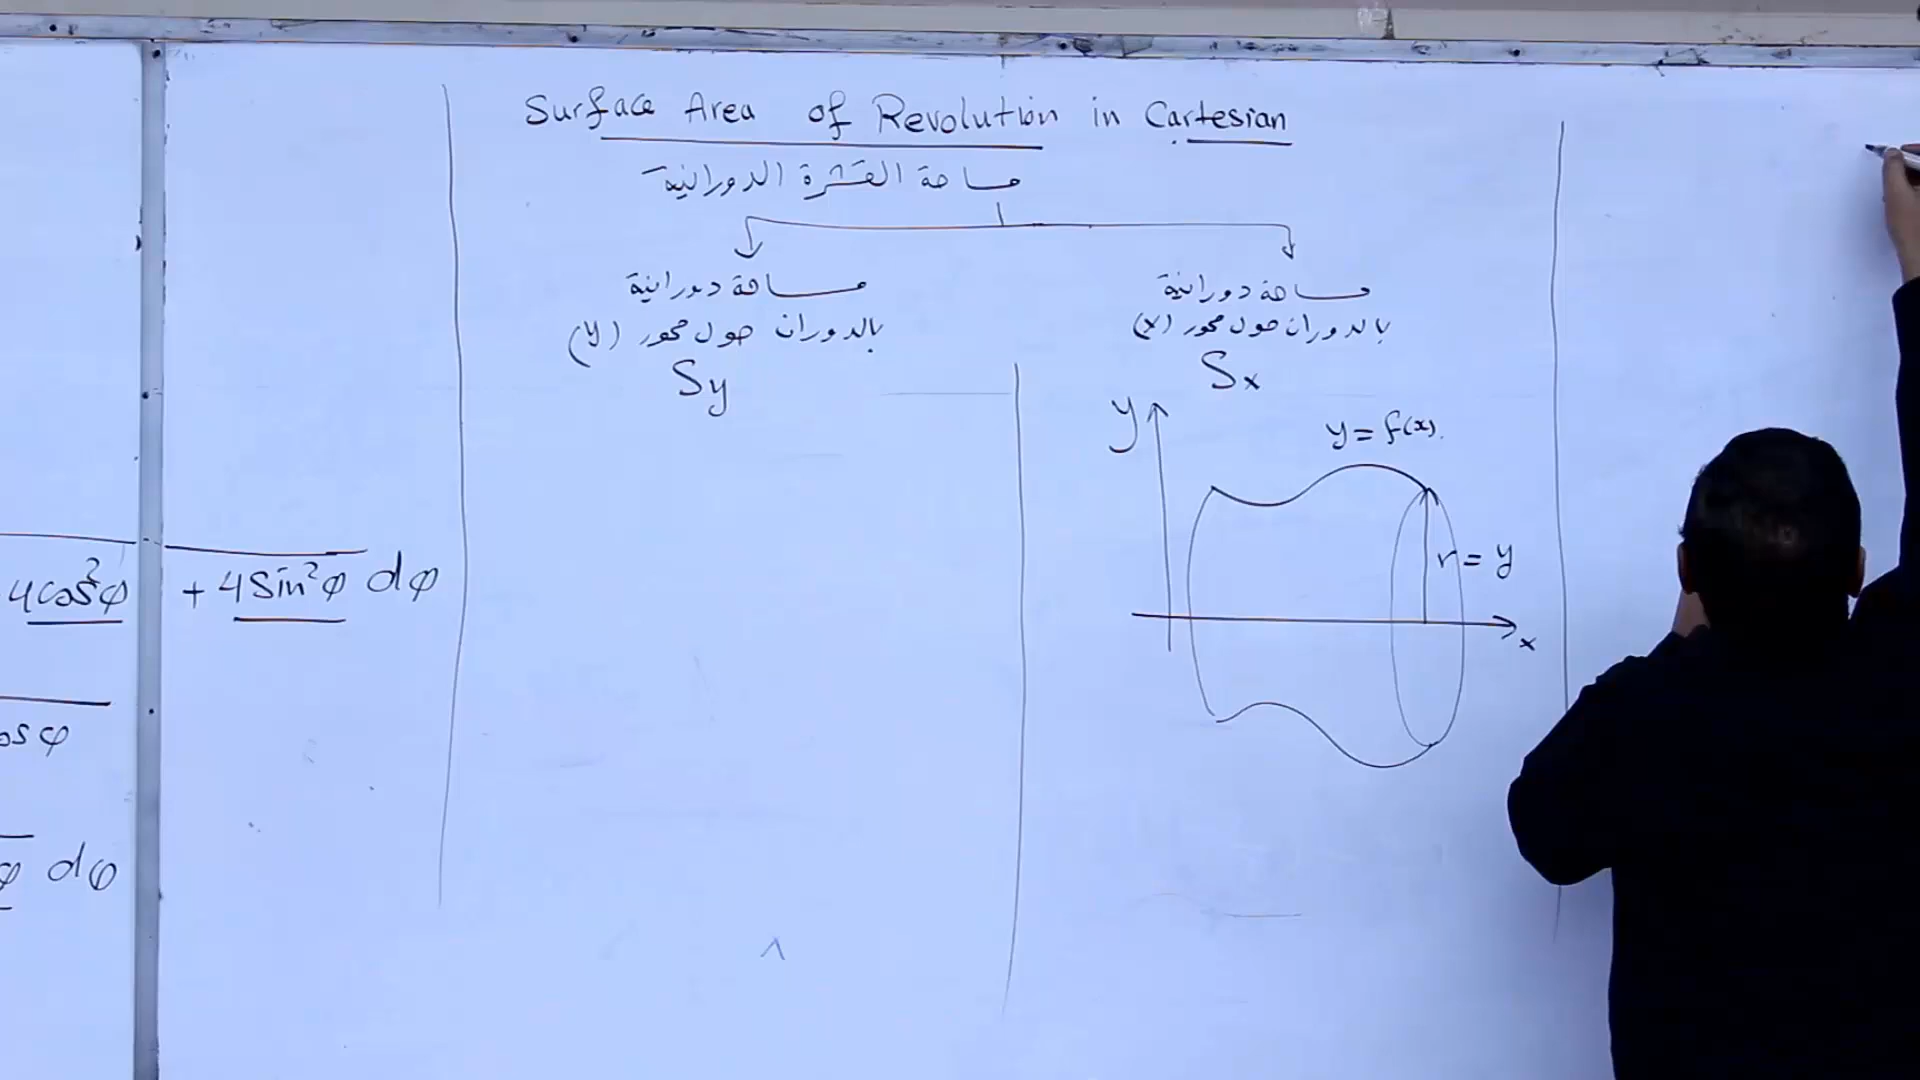 Surface Area of Revolution in Cartesian
مساحة القشرة الدورانية
مساحة دورانية
بالدوران حول محور (x)
Sx
y
y = f(x).
r = y
x
مساحة دورانية
بالدوران حول محور (y)
Sy
4cos²φ + 4Sin²φ dφ
φ dφ